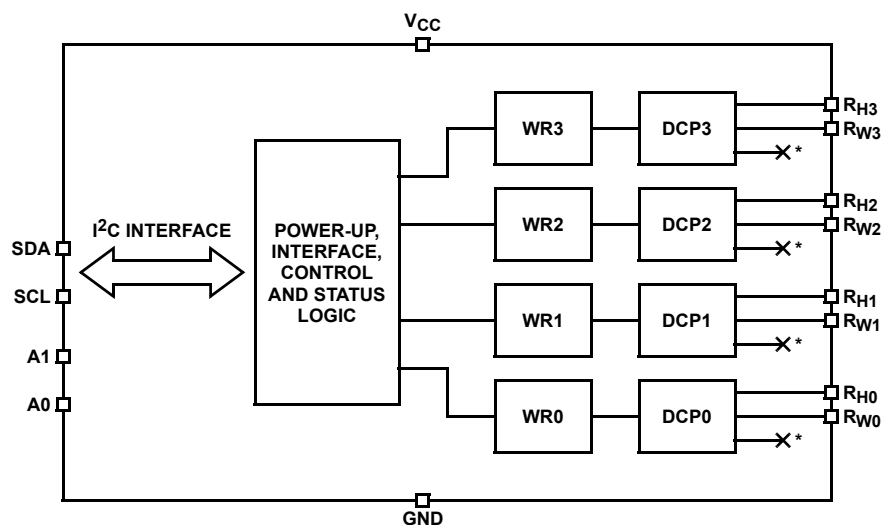 VCC
RH3
WR3
DCP3
RW3
*
RH2
I2C INTERFACE
POWER-UP,
INTERFACE,
CONTROL
AND STATUS
LOGIC
WR2
DCP2
RW2
*
SDA
SCL
RH1
WR1
DCP1
RW1
*
A1
A0
RH0
WR0
DCP0
RW0
*
GND